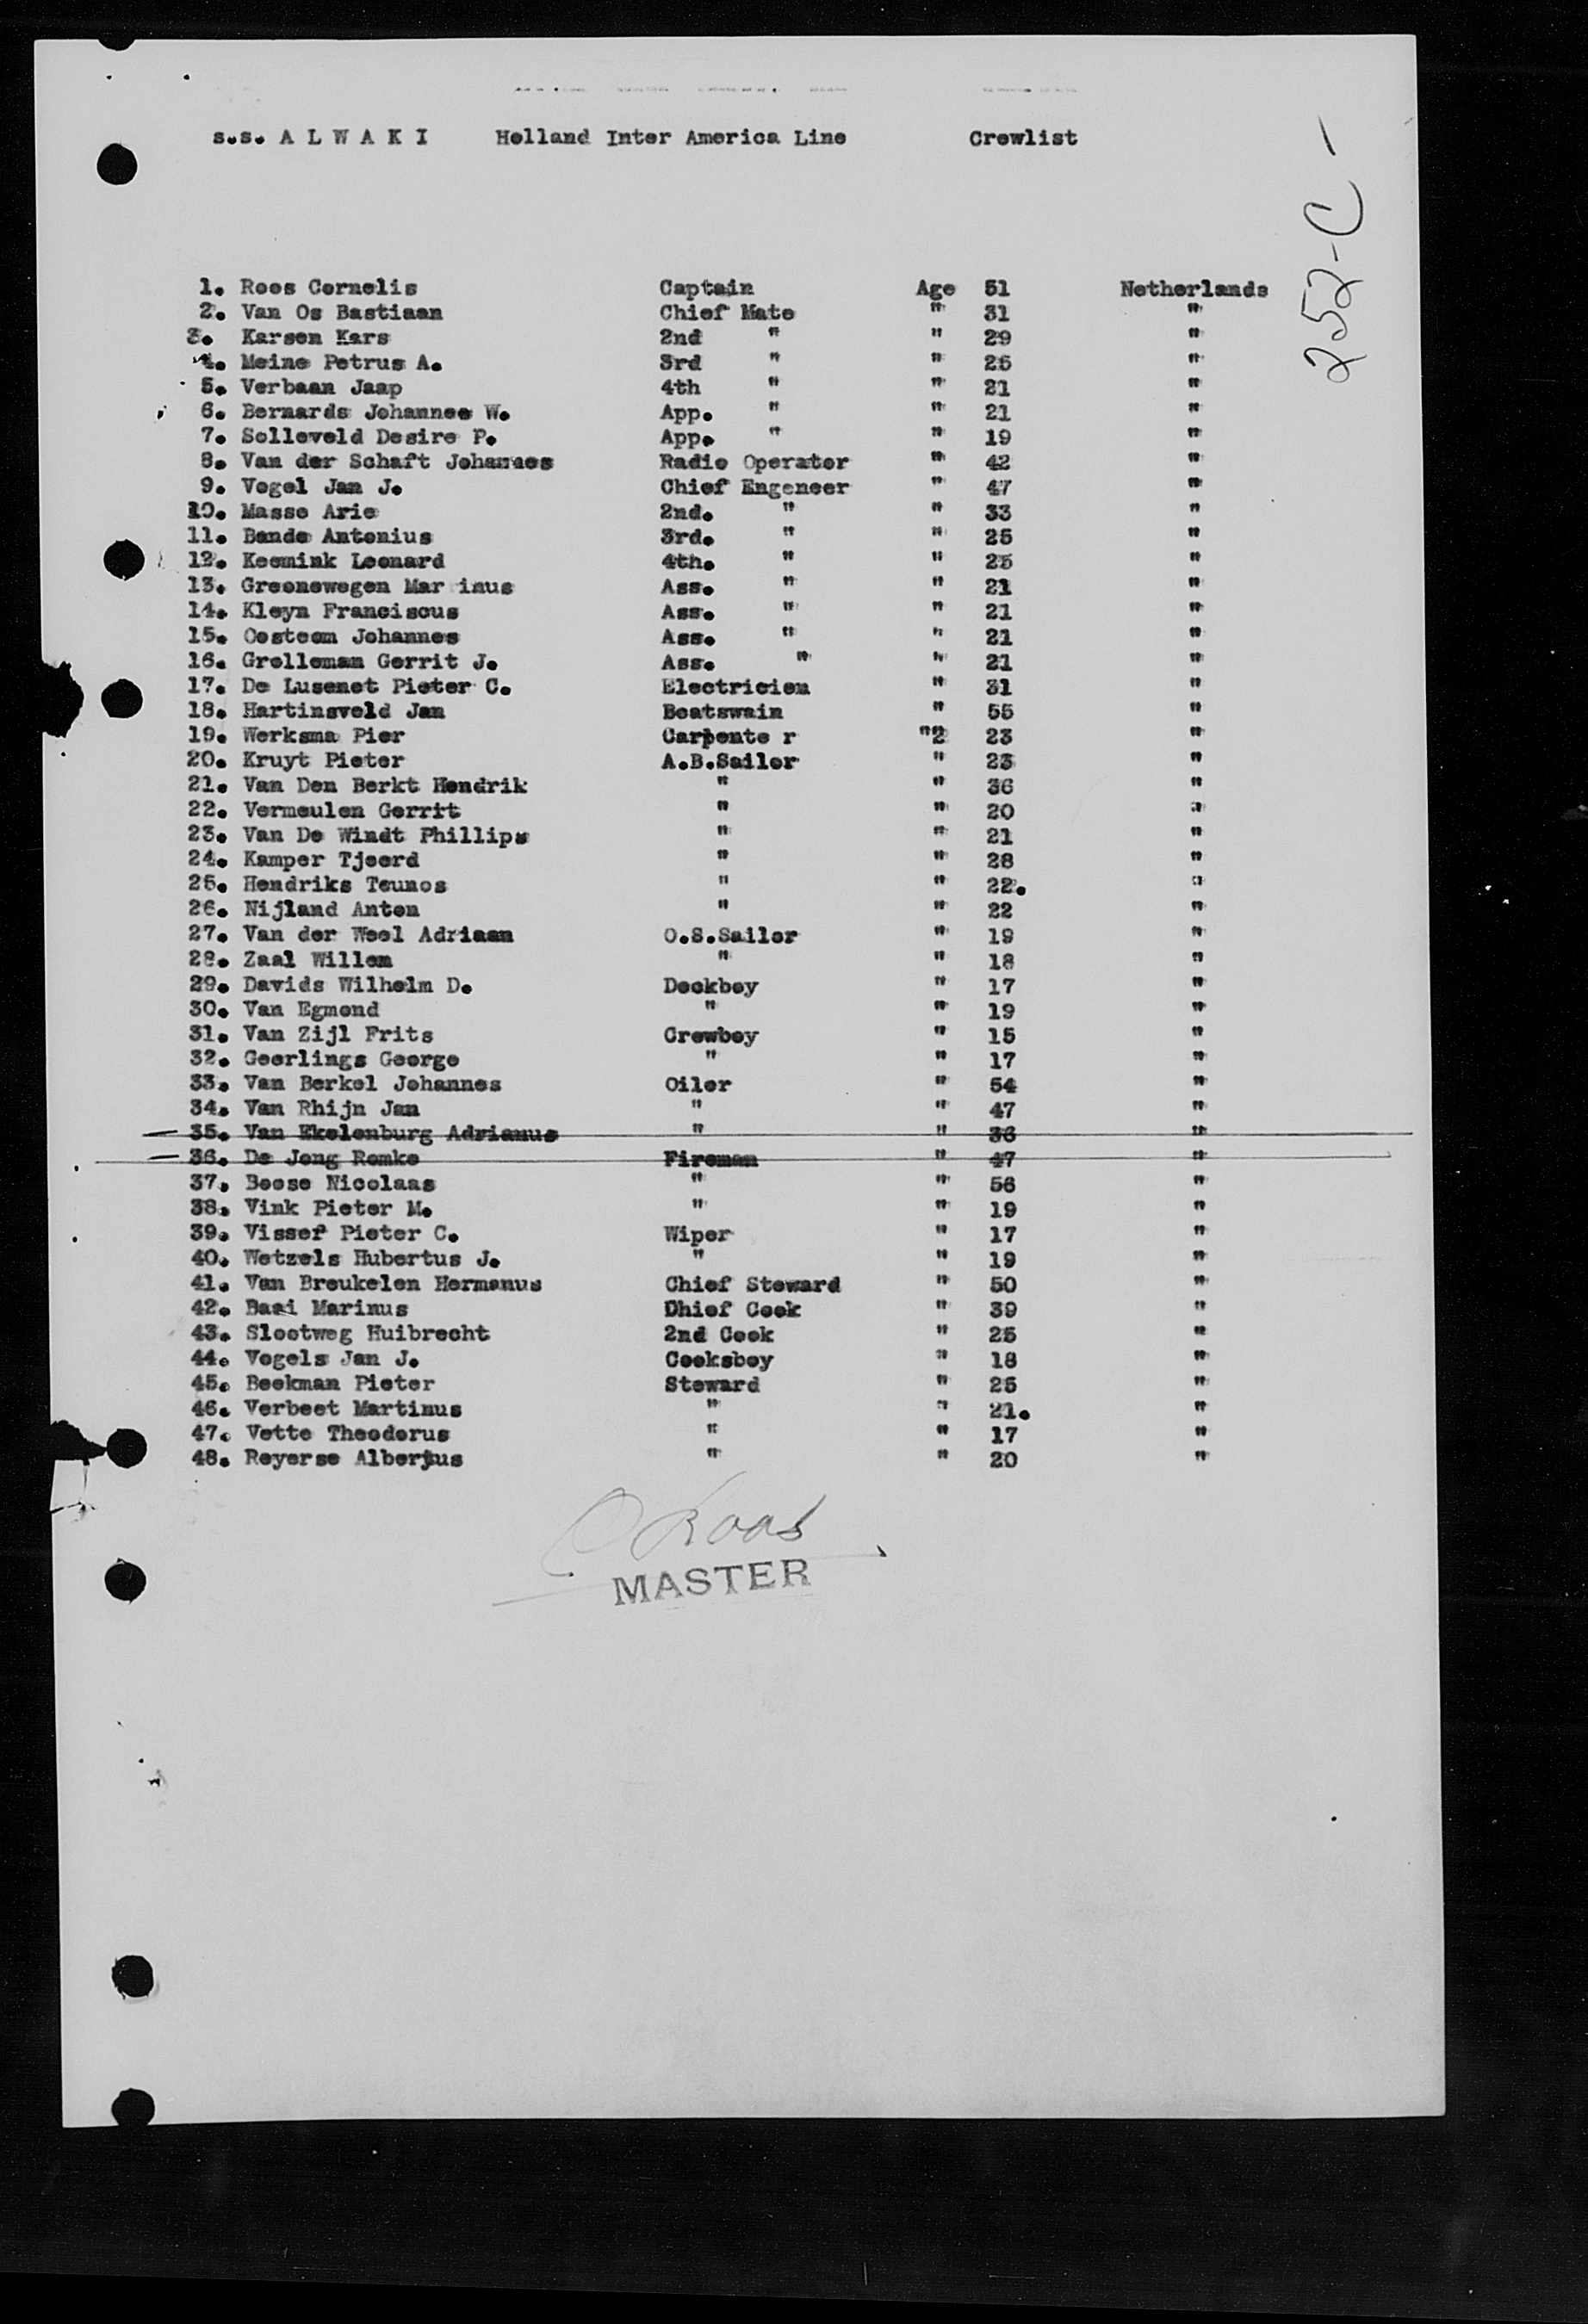 s.s. A L W A K I Holland Inter America Line Crewlist
252-C -
1. Roos Cornelis Captain Age 51 Netherlands
2. Van Os Bastiaan Chief Mate " 31 "
3. Karsen Kars 2nd " " 29 "
4. Meine Petrus A. 3rd " " 25 "
5. Verbaan Jaap 4th " " 21 "
6. Bernards Johannes W. App. " " 21 "
7. Solleveld Desire P. App. " " 19 "
8. Van der Schaft Johannes Radio Operator " 42 "
9. Vogel Jan J. Chief Engeneer " 47 "
10. Masse Arie 2nd. " " 33 "
11. Bande Antonius 3rd. " " 25 "
12. Keemink Leonard 4th. " " 25 "
13. Groenewegen Mar inus Ass. " " 21 "
14. Kleyn Franciscus Ass. " " 21 "
15. Oosteom Johannes Ass. " " 21 "
16. Grolleman Gerrit J. Ass. " " 21 "
17. De Lusenet Pieter C. Electricien " 31 "
18. Hartinsveld Jan Boatswain " 55 "
19. Werksma Pier Carpente r "2 23 "
20. Kruyt Pieter A.B.Sailor " 23 "
21. Van Den Berkt Hendrik " " 36 "
22. Vermeulen Gerrit " " 20 "
23. Van De Windt Phillips " " 21 "
24. Kamper Tjeerd " " 28 "
25. Hendriks Teunos " " 22. "
26. Nijland Anton " " 22 "
27. Van der Weel Adriaan O.S.Sailor " 19 "
28. Zaal Willem " " 18 "
29. Davids Wilhelm D. Deckboy " 17 "
30. Van Egmond " " 19 "
31. Van Zijl Frits Crewboy " 15 "
32. Geerlings George " " 17 "
33. Van Berkel Johannes Oiler " 54 "
34. Van Rhijn Jan " " 47 "
35. Van Ekelenburg Adrianus " " 36 "
36. De Jong Romke Fireman " 47 "
37. Boese Nicolaas " " 56 "
38. Vink Pieter M. " " 19 "
39. Visser Pieter C. Wiper " 17 "
40. Wetzels Hubertus J. " " 19 "
41. Van Breukelen Hermanus Chief Steward " 50 "
42. Baai Marinus Dhief Cook " 39 "
43. Slootweg Huibrecht 2nd Cook " 25 "
44. Vogels Jan J. Cooksboy " 18 "
45. Beekman Pieter Steward " 25 "
46. Verbeet Martinus " " 21. "
47. Vette Theodorus " " 17 "
48. Reyerse Albertus " " 20 "
C Roos
MASTER